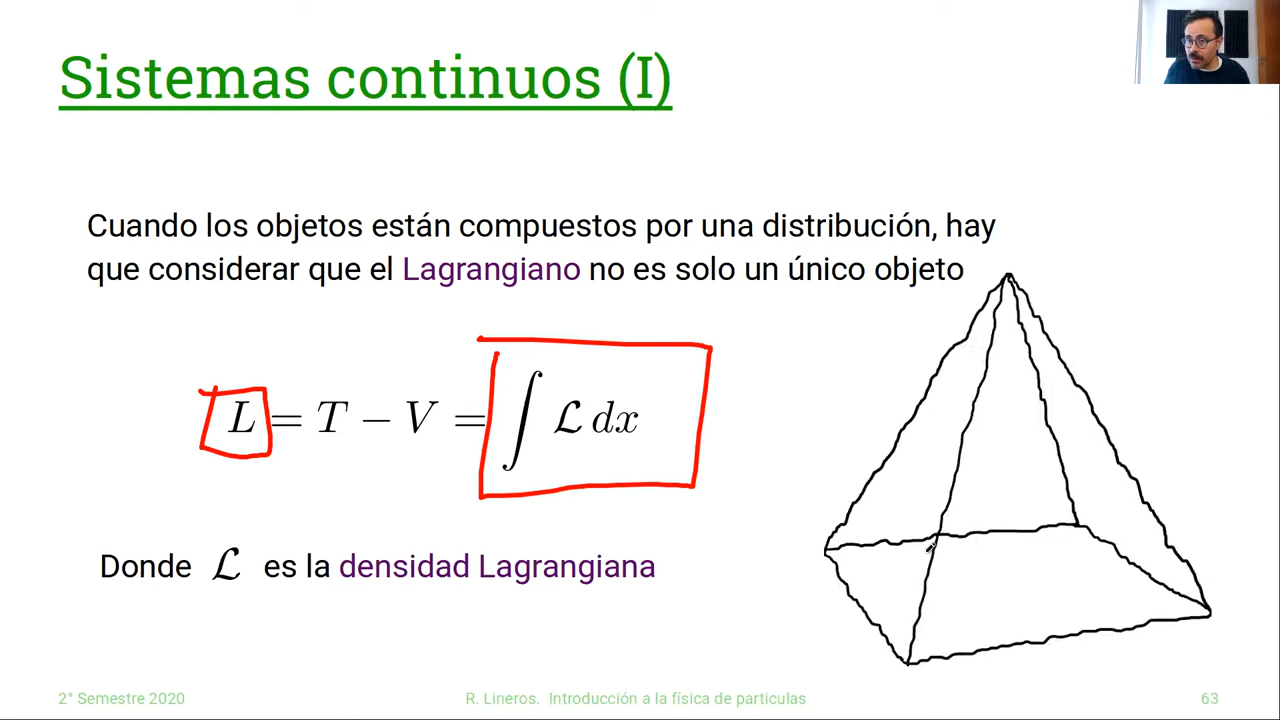 Sistemas continuos (I)
Cuando los objetos están compuestos por una distribución, hay
que considerar que el Lagrangiano no es solo un único objeto
L = T − V = ∫ ℒ dx
Donde ℒ es la densidad Lagrangiana
2° Semestre 2020 R. Lineros. Introducción a la física de particulas 63